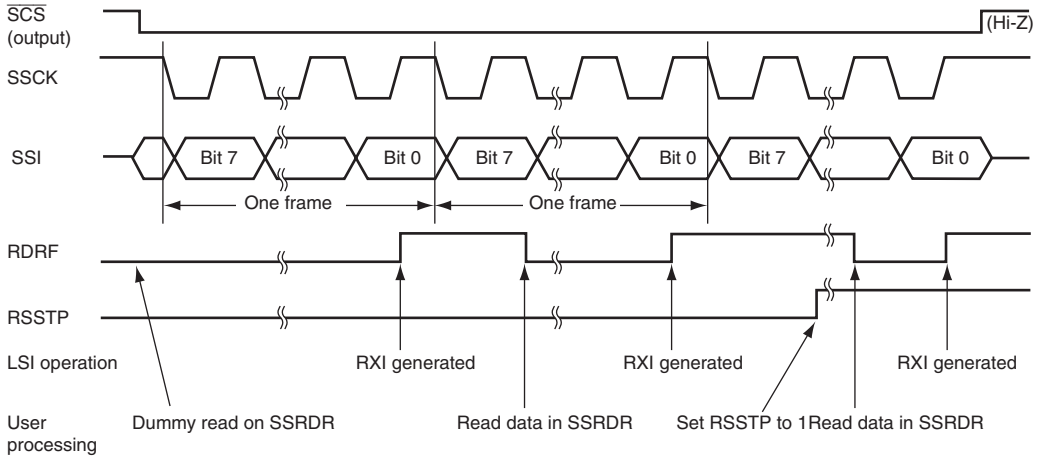 SCS
(output)
(Hi-Z)
SSCK
SSI
Bit 7
Bit 0
Bit 7
Bit 0
Bit 7
Bit 0
One frame
One frame
RDRF
RSSTP
LSI operation
RXI generated
RXI generated
RXI generated
User
processing
Dummy read on SSRDR
Read data in SSRDR
Set RSSTP to 1
Read data in SSRDR